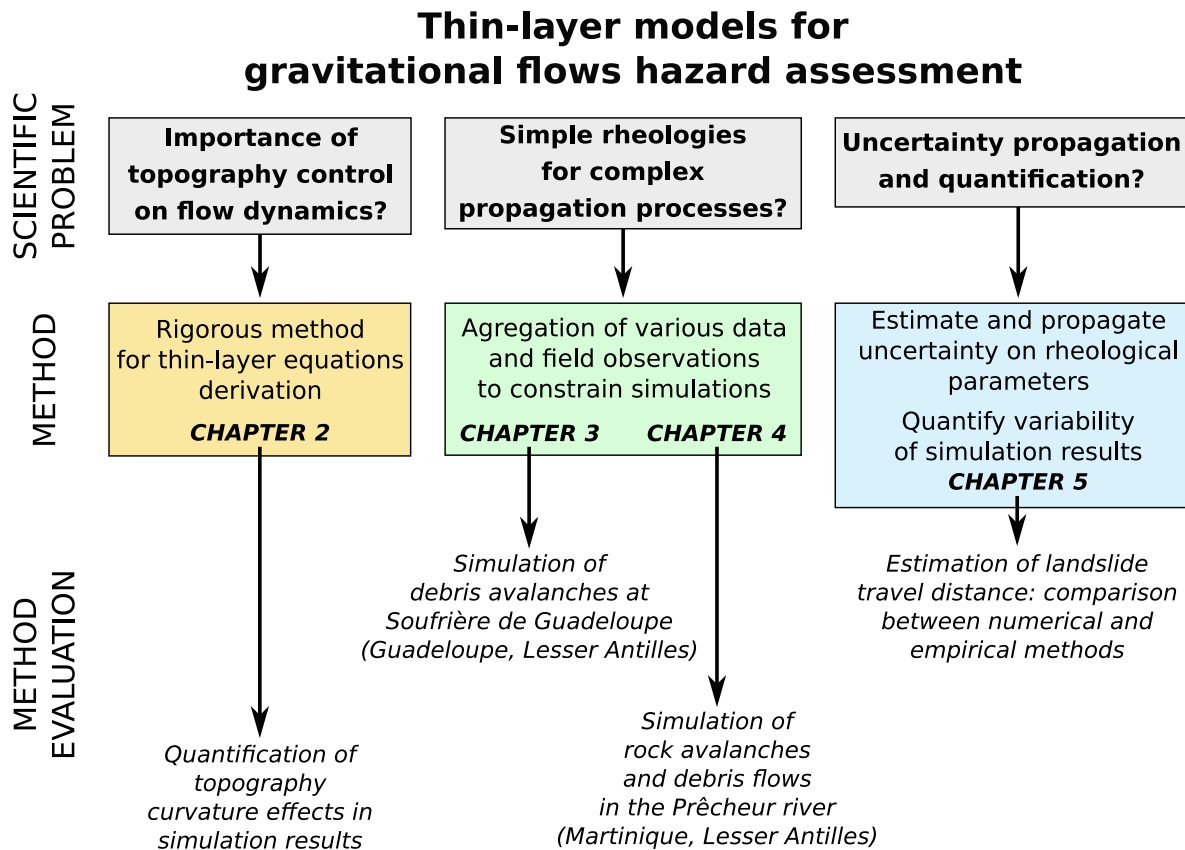 Thin-layer models for
gravitational flows hazard assessment
SCIENTIFIC
PROBLEM
Importance of
topography control
on flow dynamics?
Simple rheologies
for complex
propagation processes?
Uncertainty propagation
and quantification?
METHOD
Rigorous method
for thin-layer equations
derivation
CHAPTER 2
Agregation of various data
and field observations
to constrain simulations
CHAPTER 3 CHAPTER 4
Estimate and propagate
uncertainty on rheological
parameters
Quantify variability
of simulation results
CHAPTER 5
METHOD
EVALUATION
Quantification of
topography
curvature effects in
simulation results
Simulation of
debris avalanches at
Soufrière de Guadeloupe
(Guadeloupe, Lesser Antilles)
Simulation of
rock avalanches
and debris flows
in the Prêcheur river
(Martinique, Lesser Antilles)
Estimation of landslide
travel distance: comparison
between numerical and
empirical methods